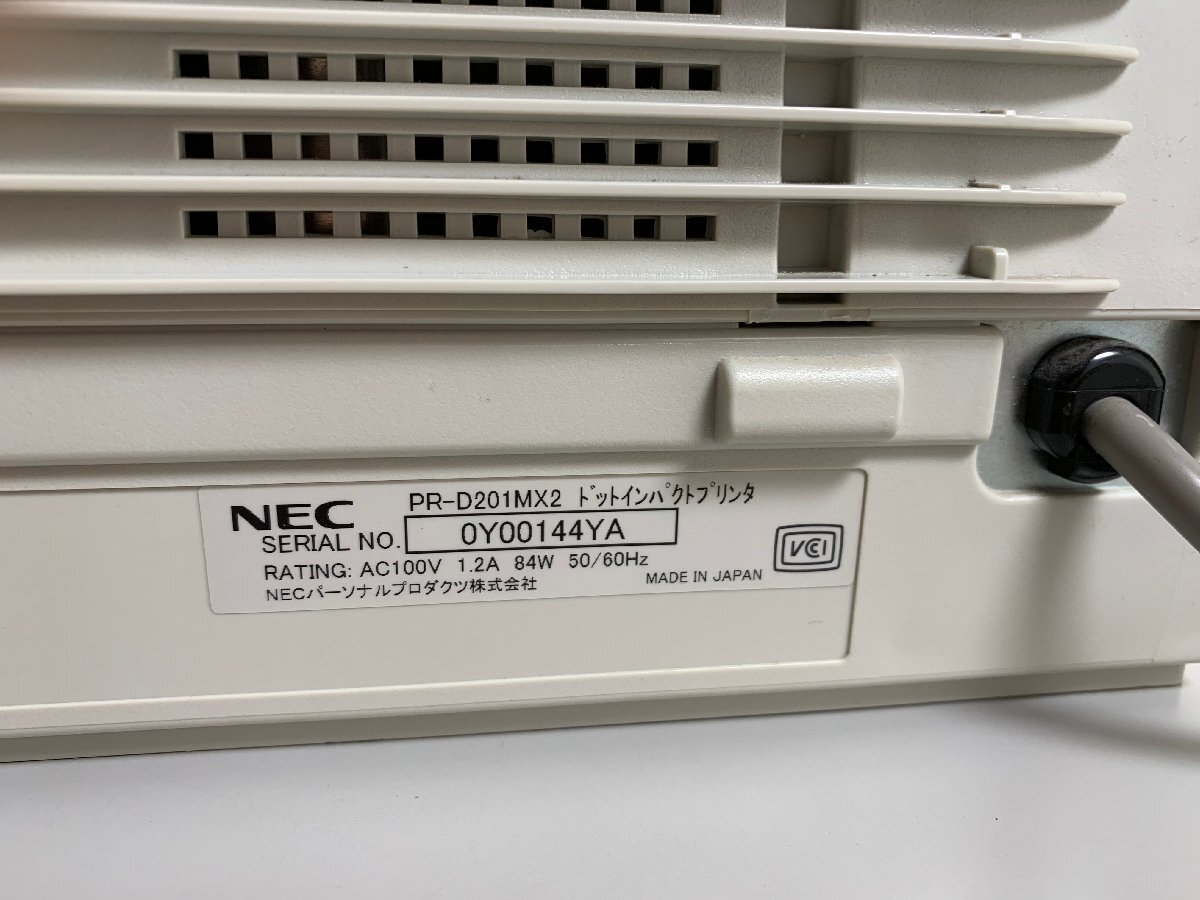 NEC PR-D201MX2 ﾄﾞｯﾄｲﾝﾊﾟｸﾄﾌﾟﾘﾝﾀ
SERIAL NO. 0Y00144YA
RATING: AC100V 1.2A 84W 50/60Hz
NECパーソナルプロダクツ株式会社
MADE IN JAPAN
VCCI